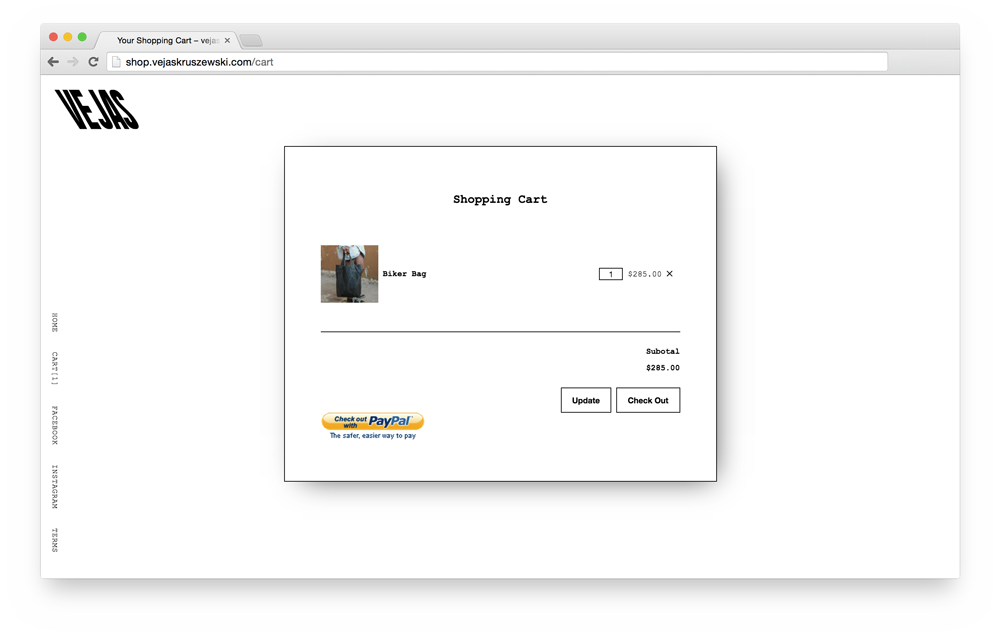 Your Shopping Cart – vejas
shop.vejaskruszewski.com/cart
VEJAS
Shopping Cart
Biker Bag 1 $285.00 ×
Subotal
$285.00
Update Check Out
Check out with PayPal
The safer, easier way to pay
HOME
CART[1]
FACEBOOK
INSTAGRAM
TERMS